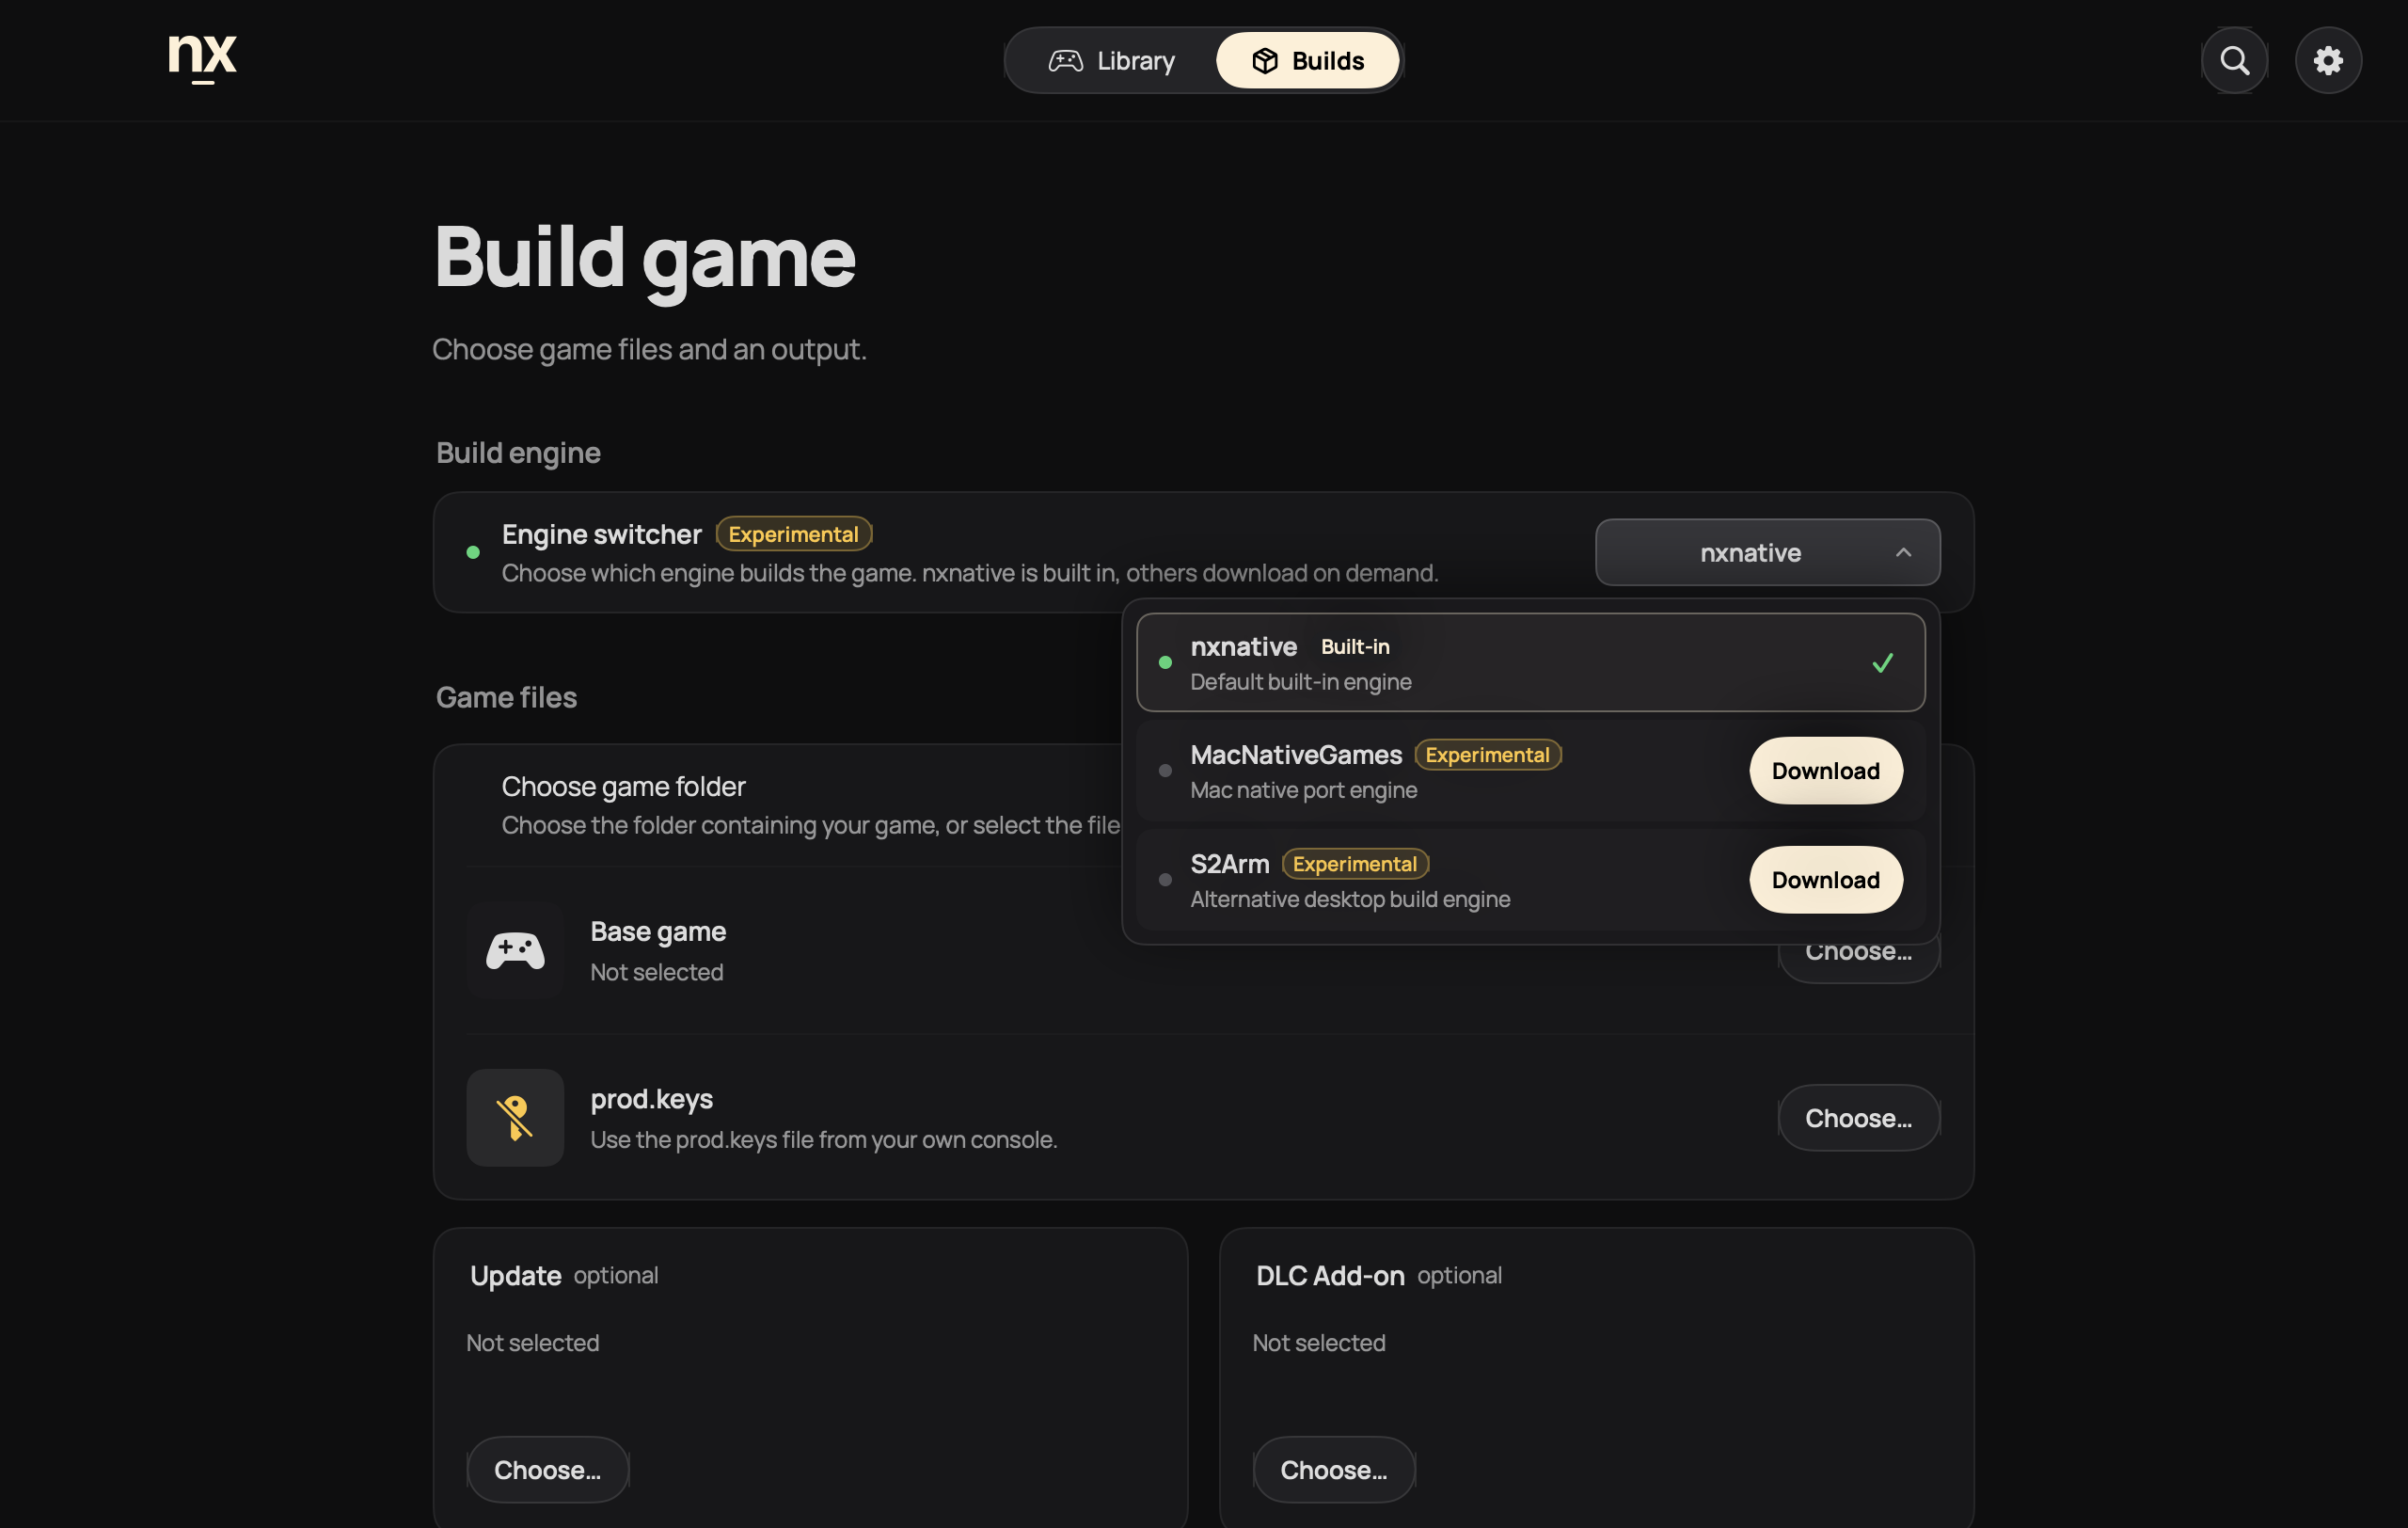 nx
Library
Builds
Build game
Choose game files and an output.
Build engine
Engine switcher
Experimental
Choose which engine builds the game. nxnative is built in, others download on demand.
nxnative
nxnative
Built-in
Default built-in engine
MacNativeGames
Experimental
Mac native port engine
Download
S2Arm
Experimental
Alternative desktop build engine
Download
Game files
Choose game folder
Choose the folder containing your game, or select the file
Base game
Not selected
Choose...
prod.keys
Use the prod.keys file from your own console.
Choose...
Update optional
Not selected
Choose...
DLC Add-on optional
Not selected
Choose...